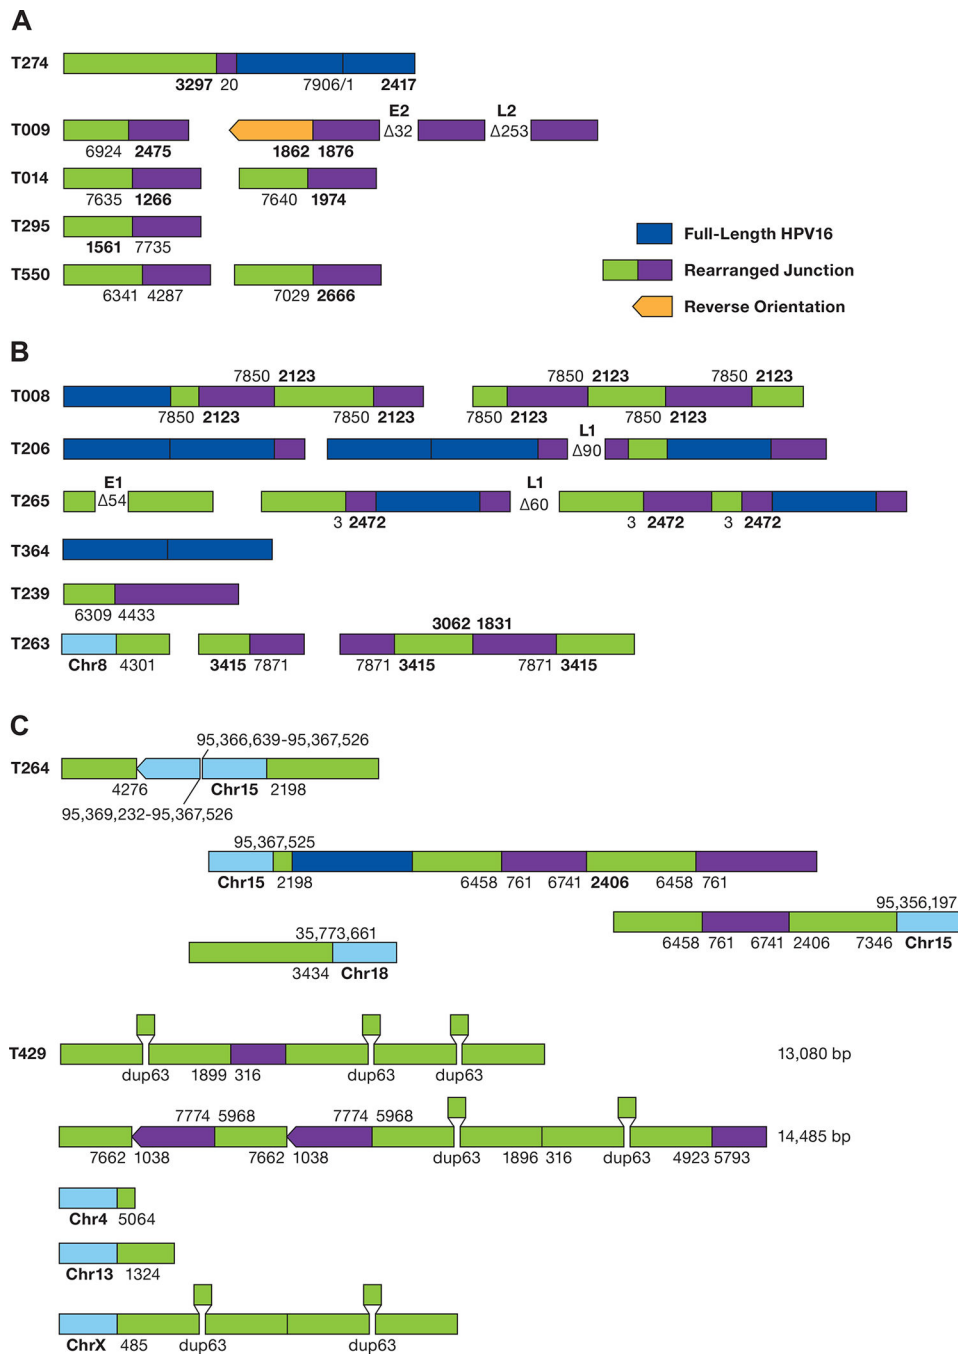 A
T274
3297 20 7906/1 2417
E2 L2
T009 Δ32 Δ253
6924 2475 1862 1876
T014
7635 1266 7640 1974
T295
1561 7735
T550
6341 4287 7029 2666
Full-Length HPV16
Rearranged Junction
Reverse Orientation
B
7850 2123 7850 2123 7850 2123
T008
7850 2123 7850 2123 7850 2123 7850 2123
L1
T206 Δ90
E1 L1
T265 Δ54 Δ60
3 2472 3 2472 3 2472
T364
T239
6309 4433
3062 1831
T263
Chr8 4301 3415 7871 7871 3415 7871 3415
C
95,366,639-95,367,526
T264
4276 Chr15 2198
95,369,232-95,367,526
95,367,525
Chr15 2198 6458 761 6741 2406 6458 761
95,356,197
6458 761 6741 2406 7346 Chr15
35,773,661
3434 Chr18
T429 13,080 bp
dup63 1899 316 dup63 dup63
7774 5968 7774 5968
14,485 bp
7662 1038 7662 1038 dup63 1896 316 dup63 4923 5793
Chr4 5064
Chr13 1324
ChrX 485 dup63 dup63